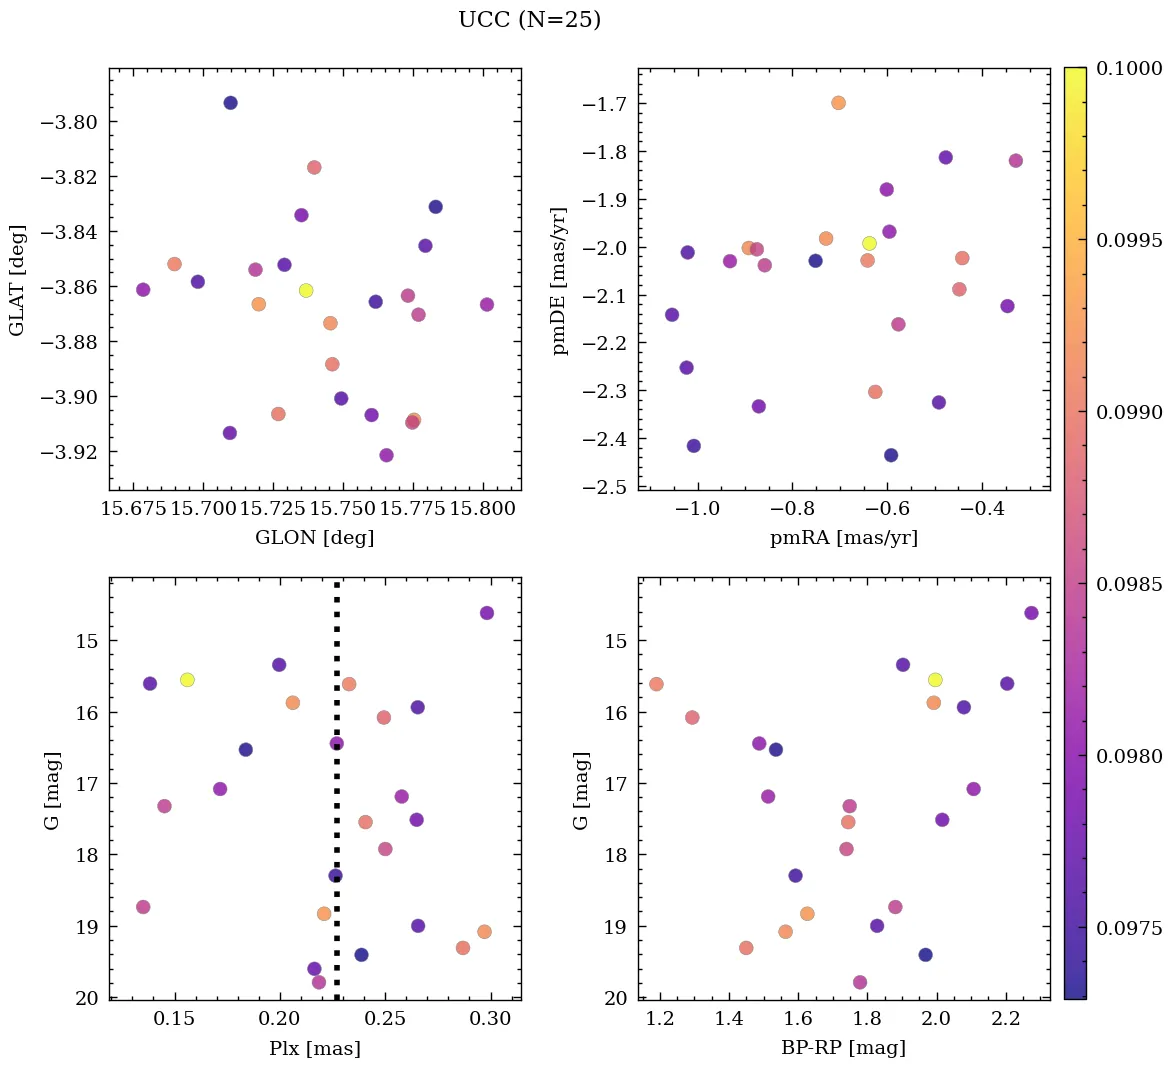 UCC (N=25)
−3.80
−3.82
−3.84
−3.86
−3.88
−3.90
−3.92
GLAT [deg]
15.675 15.700 15.725 15.750 15.775 15.800
GLON [deg]
−1.7
−1.8
−1.9
−2.0
−2.1
−2.2
−2.3
−2.4
−2.5
pmDE [mas/yr]
−1.0 −0.8 −0.6 −0.4
pmRA [mas/yr]
15
16
17
18
19
20
G [mag]
0.15 0.20 0.25 0.30
Plx [mas]
15
16
17
18
19
20
G [mag]
1.2 1.4 1.6 1.8 2.0 2.2
BP-RP [mag]
0.1000
0.0995
0.0990
0.0985
0.0980
0.0975